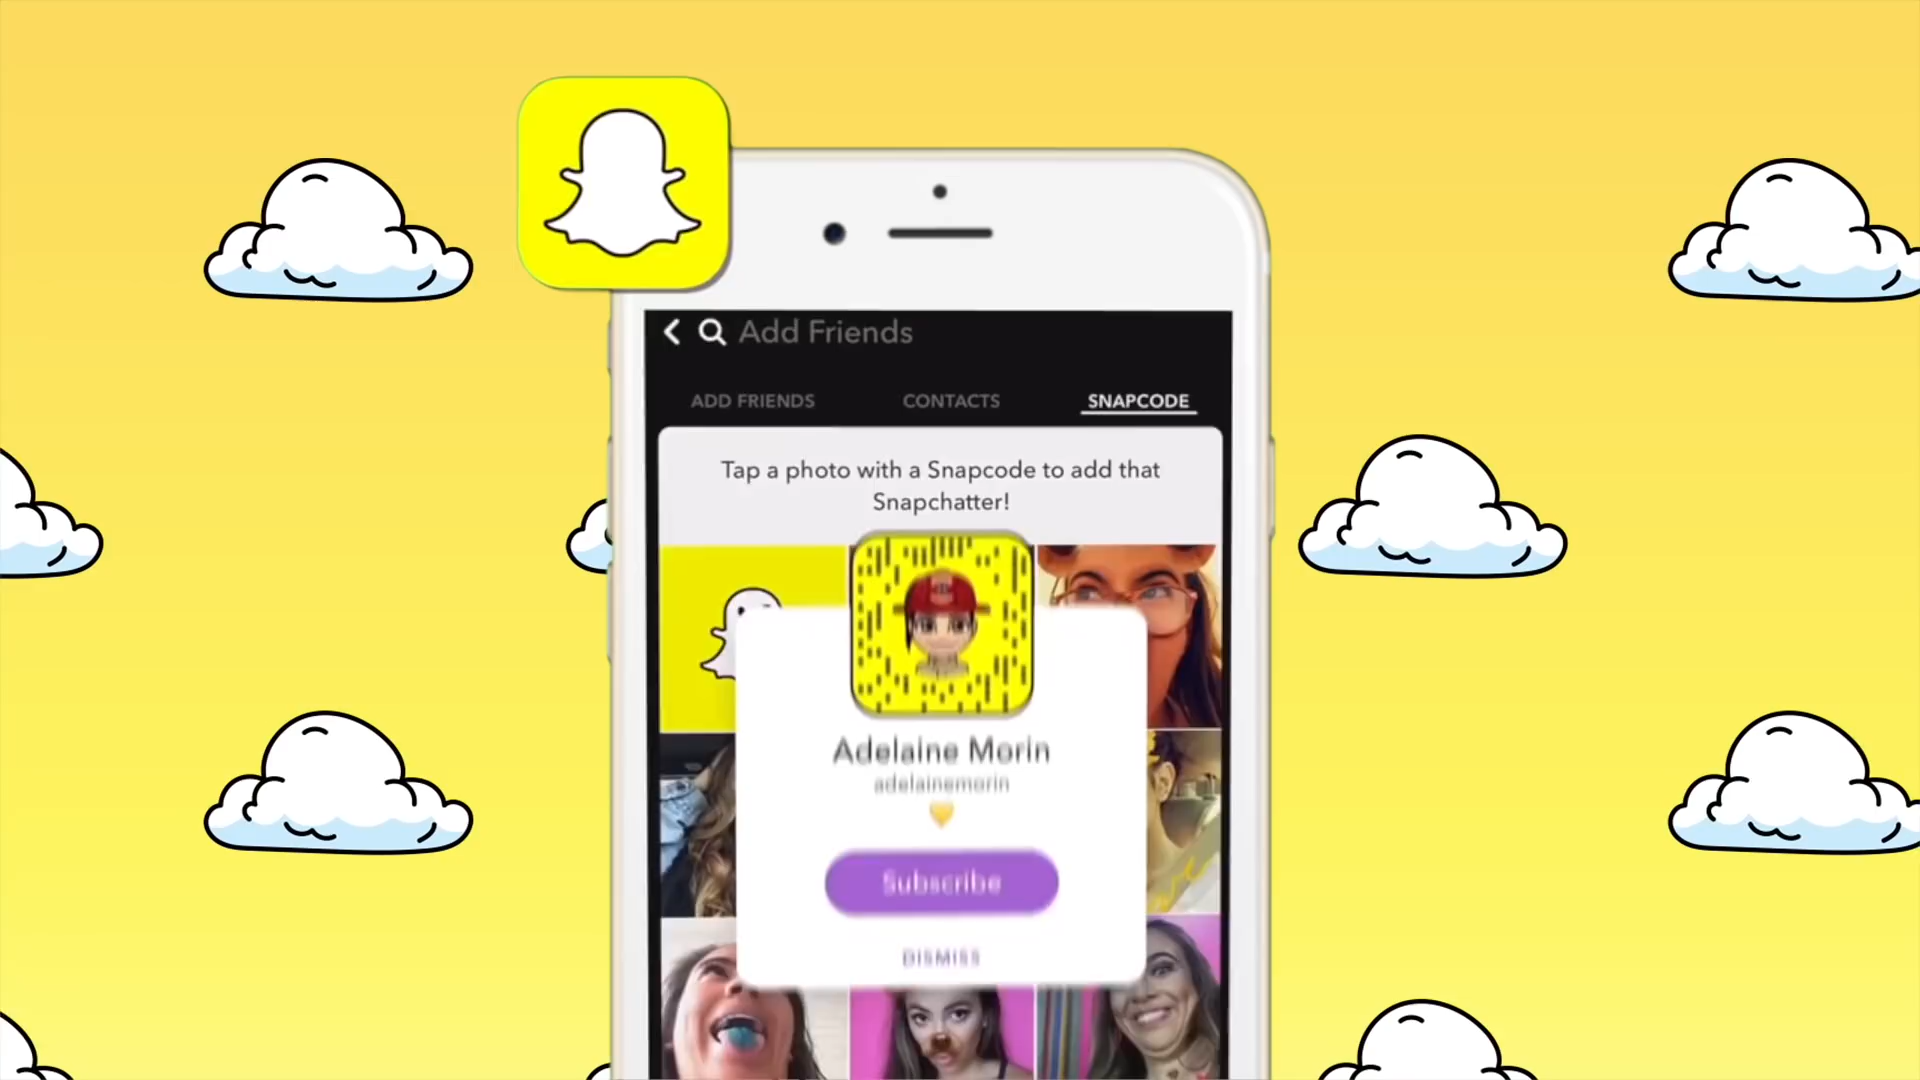 Add Friends
ADD FRIENDS CONTACTS SNAPCODE
Tap a photo with a Snapcode to add that
Snapchatter!
Adelaine Morin
adelainemorin
Subscribe
DISMISS